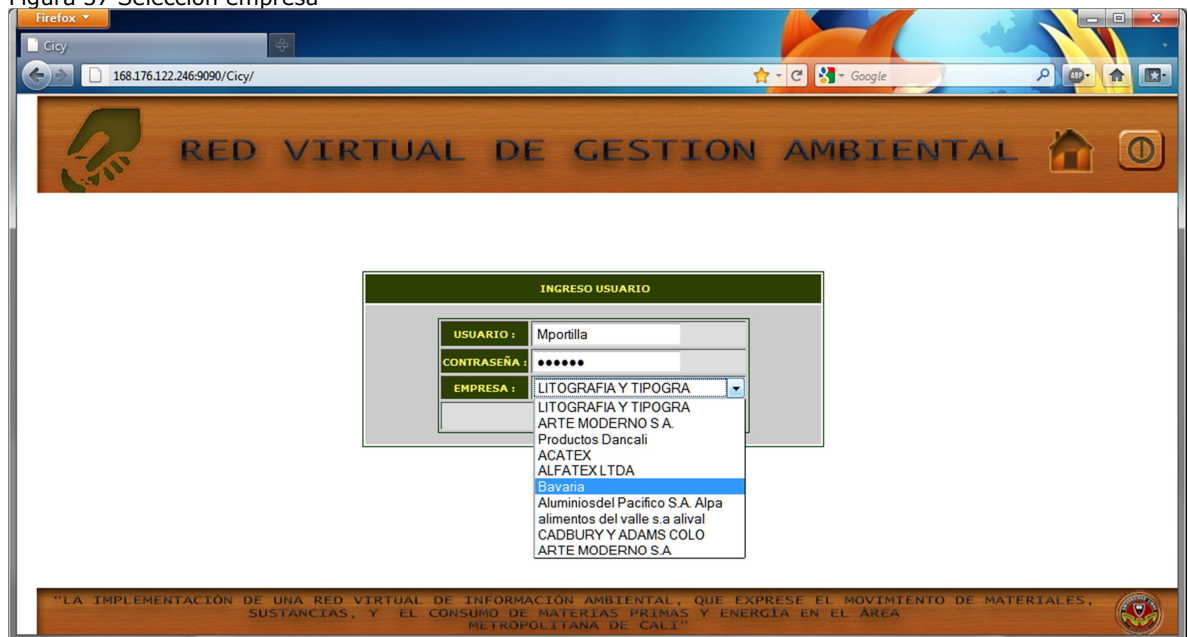 Figura 37 Selección empresa
Firefox
Cicy
168.176.122.246:9090/Cicy/
Google
ABP
RED VIRTUAL DE GESTION AMBIENTAL
INGRESO USUARIO
USUARIO :
Mportilla
CONTRASEÑA :
••••••
EMPRESA :
LITOGRAFIA Y TIPOGRA
LITOGRAFIA Y TIPOGRA
ARTE MODERNO S A.
Productos Dancali
ACATEX
ALFATEX LTDA
Bavaria
Aluminiosdel Pacifico S.A. Alpa
alimentos del valle s.a alival
CADBURY Y ADAMS COLO
ARTE MODERNO S.A
"LA IMPLEMENTACIÓN DE UNA RED VIRTUAL DE INFORMACIÓN AMBIENTAL, QUE EXPRESE EL MOVIMIENTO DE MATERIALES,
SUSTANCIAS, Y EL CONSUMO DE MATERIAS PRIMAS Y ENERGÍA EN EL ÁREA
METROPOLITANA DE CALI"